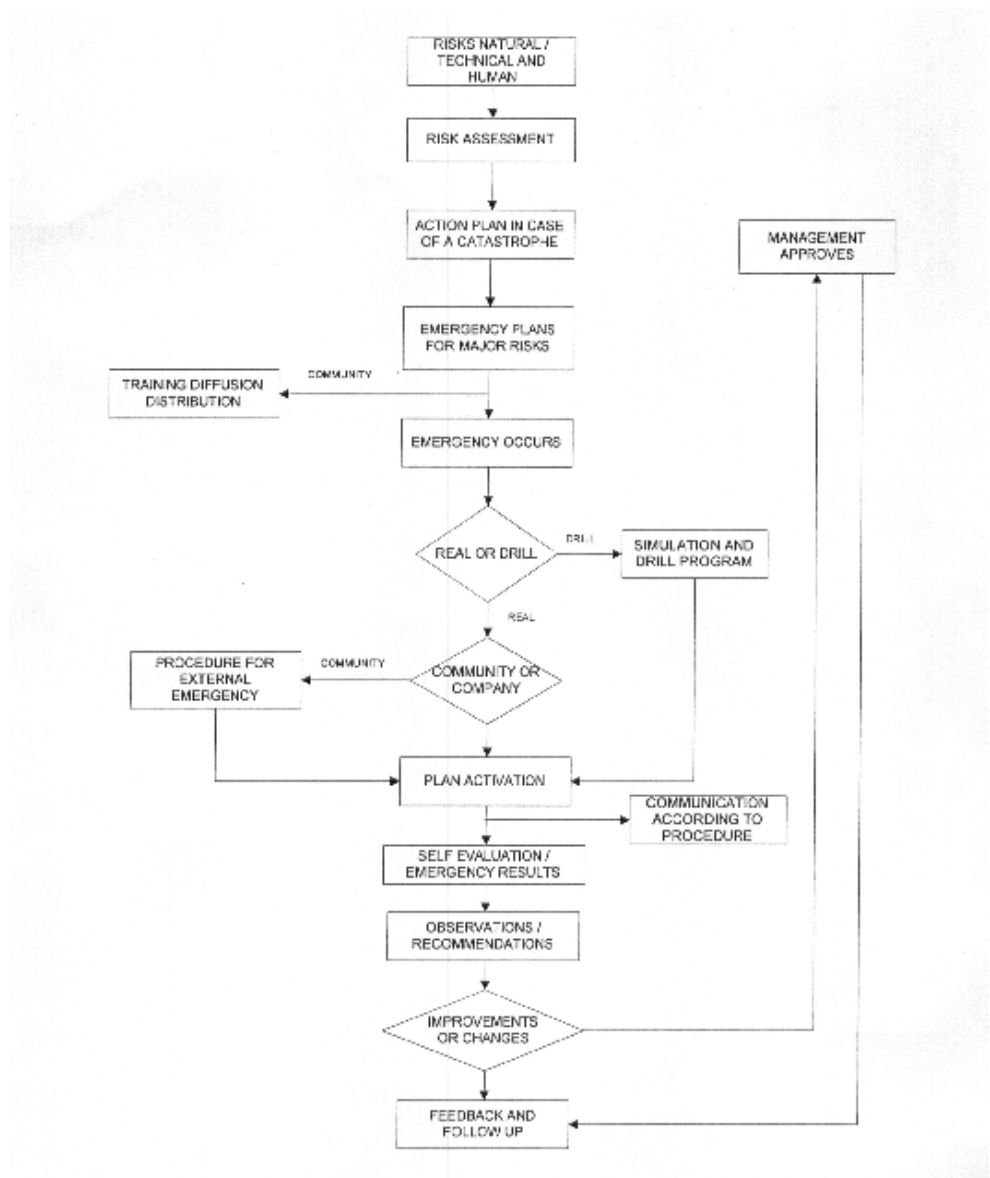 RISKS NATURAL /
TECHNICAL AND
HUMAN
RISK ASSESSMENT
ACTION PLAN IN CASE
OF A CATASTROPHE
MANAGEMENT
APPROVES
EMERGENCY PLANS
FOR MAJOR RISKS
COMMUNITY
TRAINING DIFFUSION
DISTRIBUTION
EMERGENCY OCCURS
REAL OR DRILL
DRILL
SIMULATION AND
DRILL PROGRAM
REAL
COMMUNITY OR
COMPANY
COMMUNITY
PROCEDURE FOR
EXTERNAL
EMERGENCY
PLAN ACTIVATION
COMMUNICATION
ACCORDING TO
PROCEDURE
SELF EVALUATION /
EMERGENCY RESULTS
OBSERVATIONS /
RECOMMENDATIONS
IMPROVEMENTS
OR CHANGES
FEEDBACK AND
FOLLOW UP